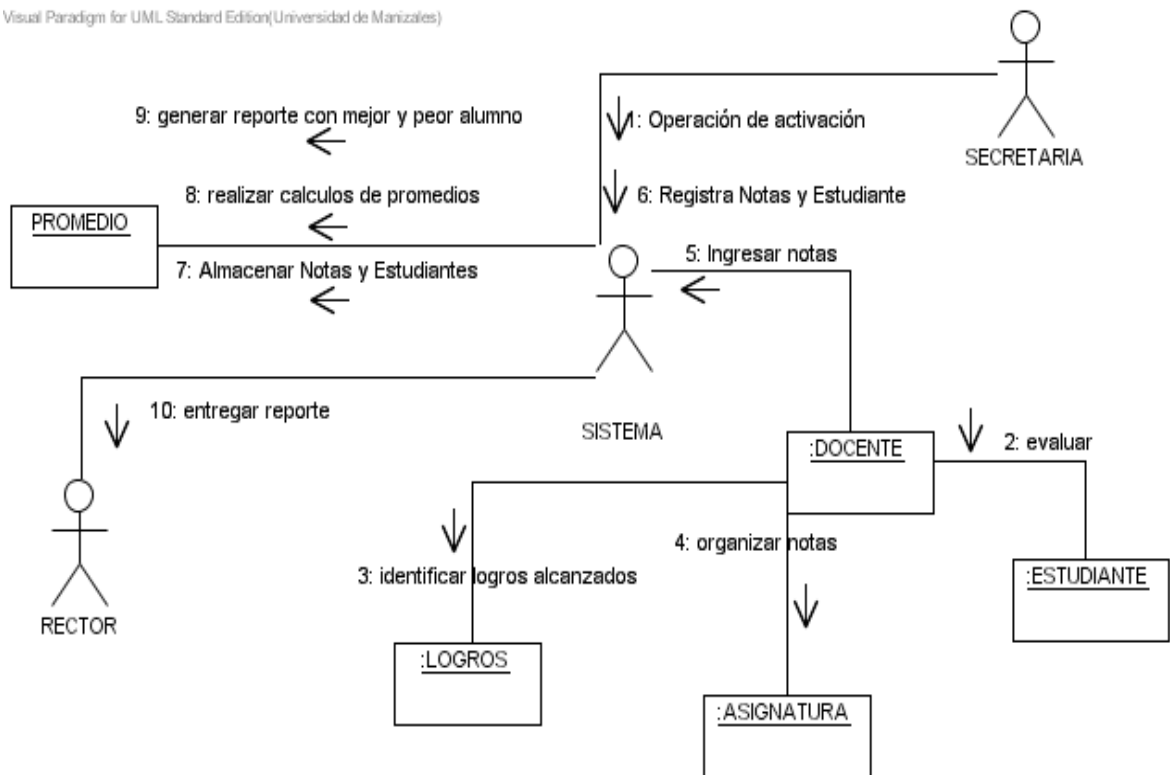 Visual Paradigm for UML Standard Edition(Universidad de Manizales)
9: generar reporte con mejor y peor alumno
1: Operación de activación
SECRETARIA
8: realizar calculos de promedios
6: Registra Notas y Estudiante
PROMEDIO
7: Almacenar Notas y Estudiantes
5: Ingresar notas
10: entregar reporte
SISTEMA
:DOCENTE
2: evaluar
4: organizar notas
3: identificar logros alcanzados
:ESTUDIANTE
RECTOR
:LOGROS
:ASIGNATURA